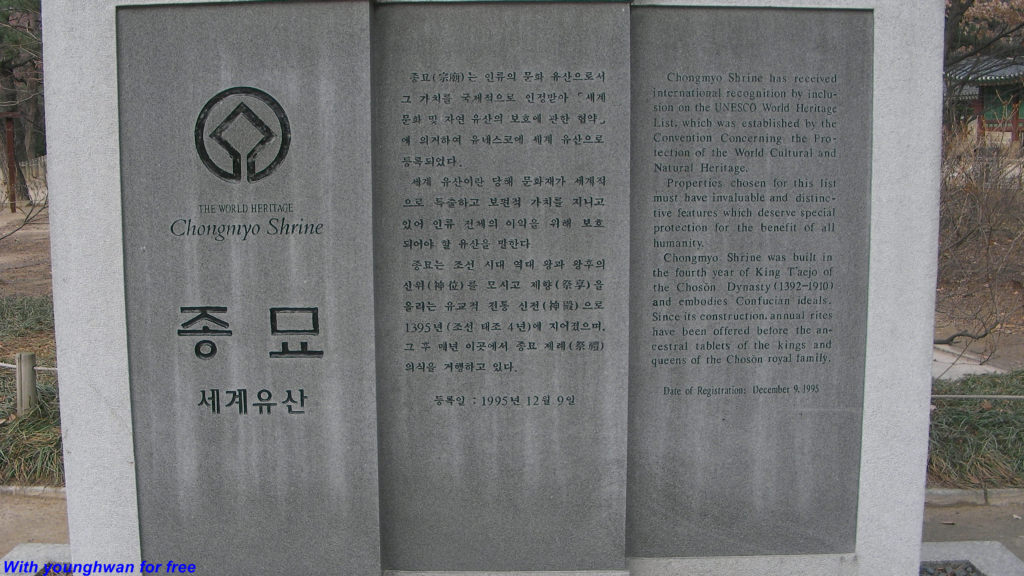 THE WORLD HERITAGE
Chongmyo Shrine
종묘
세계유산
종묘(宗廟)는 인류의 문화 유산으로서
그 가치를 국제적으로 인정받아 「세계
문화 및 자연 유산의 보호에 관한 협약」
에 의거하여 유네스코에 세계 유산으로
등록되었다.
세계 유산이란 당해 문화재가 세계적
으로 독출하고 보편적 가치를 지니고
있어 인류 전체의 이익을 위해 보호
되어야 할 유산을 말한다
종묘는 조선 시대 역대 왕과 왕후의
신위(神位)를 모시고 제향(祭享)을
올리는 유교적 전통 신전(神殿)으로
1395년(조선 태조 4년)에 지어졌으며,
그 후 매년 이곳에서 종묘 제례(祭禮)
의식을 거행하고 있다.
등록일 : 1995년 12월 9일
Chongmyo Shrine has received
international recognition by inclu-
sion on the UNESCO World Heritage
List, which was established by the
Convention Concerning the Pro-
tection of the World Cultural and
Natural Heritage.
Properties chosen for this list
must have invaluable and distinc-
tive features which deserve special
protection for the benefit of all
humanity.
Chongmyo Shrine was built in
the fourth year of King T'aejo of
the Chosŏn Dynasty (1392-1910)
and embodies Confucian ideals.
Since its construction, annual rites
have been offered before the an-
cestral tablets of the kings and
queens of the Chosŏn royal family.
Date of Registration: December 9, 1995
With younghwan for free